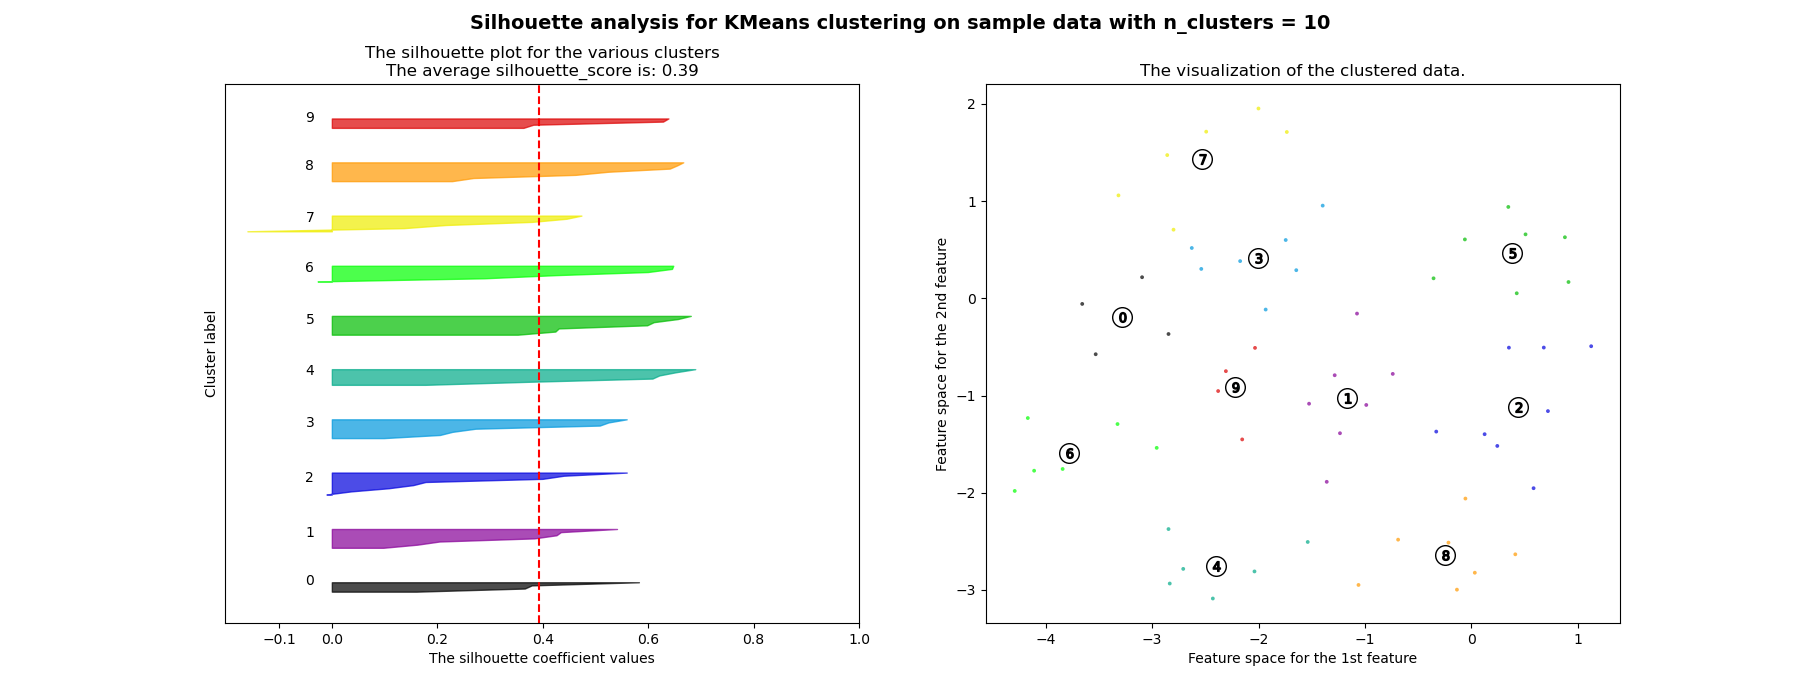 Silhouette analysis for KMeans clustering on sample data with n_clusters = 10
The silhouette plot for the various clusters
The average silhouette_score is: 0.39
9
8
7
6
5
4
3
2
1
0
Cluster label
−0.1 0.0 0.2 0.4 0.6 0.8 1.0
The silhouette coefficient values
The visualization of the clustered data.
2
1
0
−1
−2
−3
Feature space for the 2nd feature
7
3
5
0
9
1
2
6
8
4
−4 −3 −2 −1 0 1
Feature space for the 1st feature